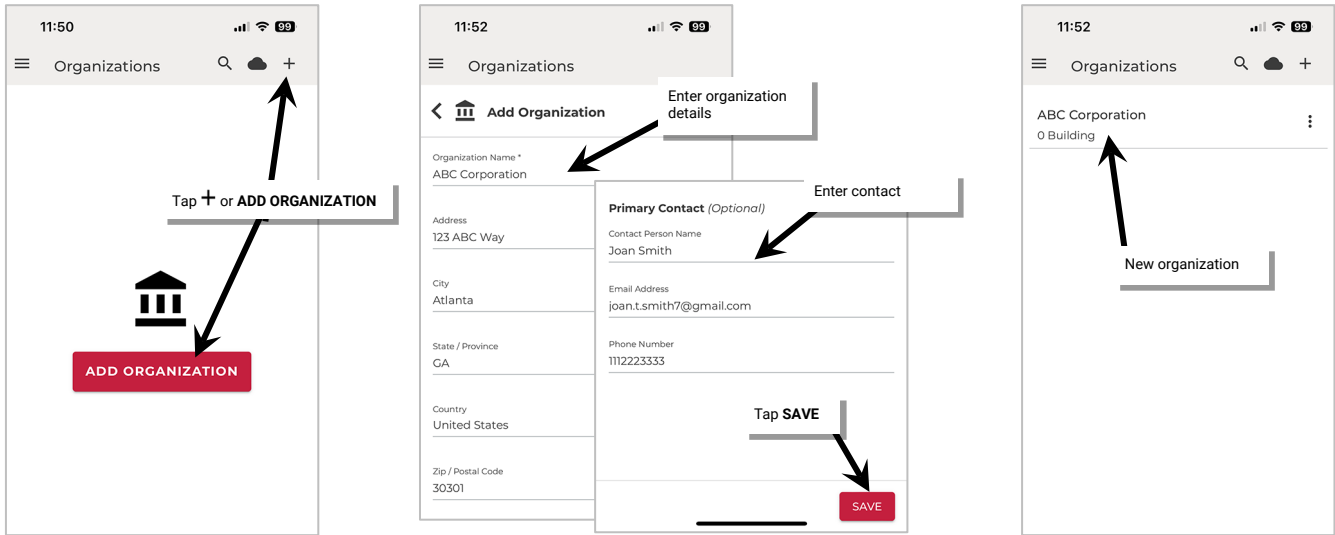 11:50
99
Organizations
+
Tap + or ADD ORGANIZATION
ADD ORGANIZATION
11:52
99
Organizations
Add Organization
Enter organization
details
Organization Name *
ABC Corporation
Address
123 ABC Way
City
Atlanta
State / Province
GA
Country
United States
Zip / Postal Code
30301
Enter contact
Primary Contact (Optional)
Contact Person Name
Joan Smith
Email Address
joan.t.smith7@gmail.com
Phone Number
1112223333
Tap SAVE
SAVE
11:52
99
Organizations
+
ABC Corporation
0 Building
New organization